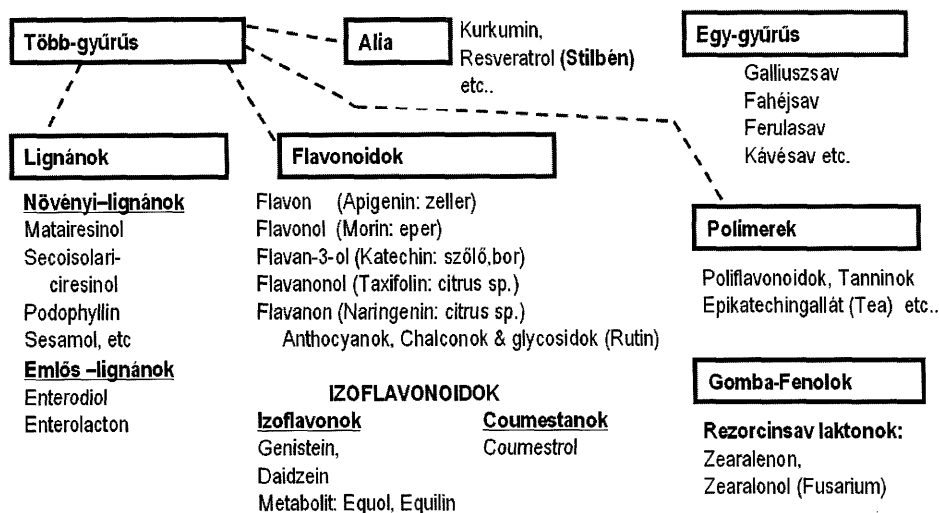 Több-gyűrűs
Alia
Kurkumin,
Resveratrol (Stilbén)
etc..
Egy-gyűrűs
Galliuszsav
Fahéjsav
Ferulasav
Kávésav etc.
Lignánok
Növényi–lignánok
Matairesinol
Secoisolari-
ciresinol
Podophyllin
Sesamol, etc
Emlős –lignánok
Enterodiol
Enterolacton
Flavonoidok
Flavon (Apigenin: zeller)
Flavonol (Morin: eper)
Flavan-3-ol (Katechin: szőlő,bor)
Flavanonol (Taxifolin: citrus sp.)
Flavanon (Naringenin: citrus sp.)
Anthocyanok, Chalconok & glycosidok (Rutin)
IZOFLAVONOIDOK
Izoflavonok
Genistein,
Daidzein
Metabolit: Equol, Equilin
Coumestanok
Coumestrol
Polimerek
Poliflavonoidok, Tanninok
Epikatechingallát (Tea) etc..
Gomba-Fenolok
Rezorcinsav laktonok:
Zearalenon,
Zearalonol (Fusarium)